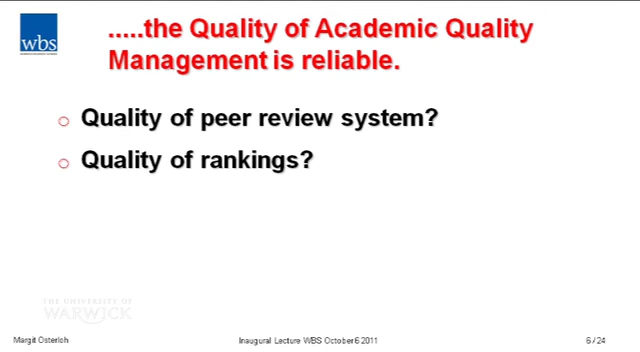 wbs
.....the Quality of Academic Quality
Management is reliable.
Quality of peer review system?
Quality of rankings?
THE UNIVERSITY OF
WARWICK
Margit Osterloh
Inaugural Lecture WBS October 6 2011
6 / 24